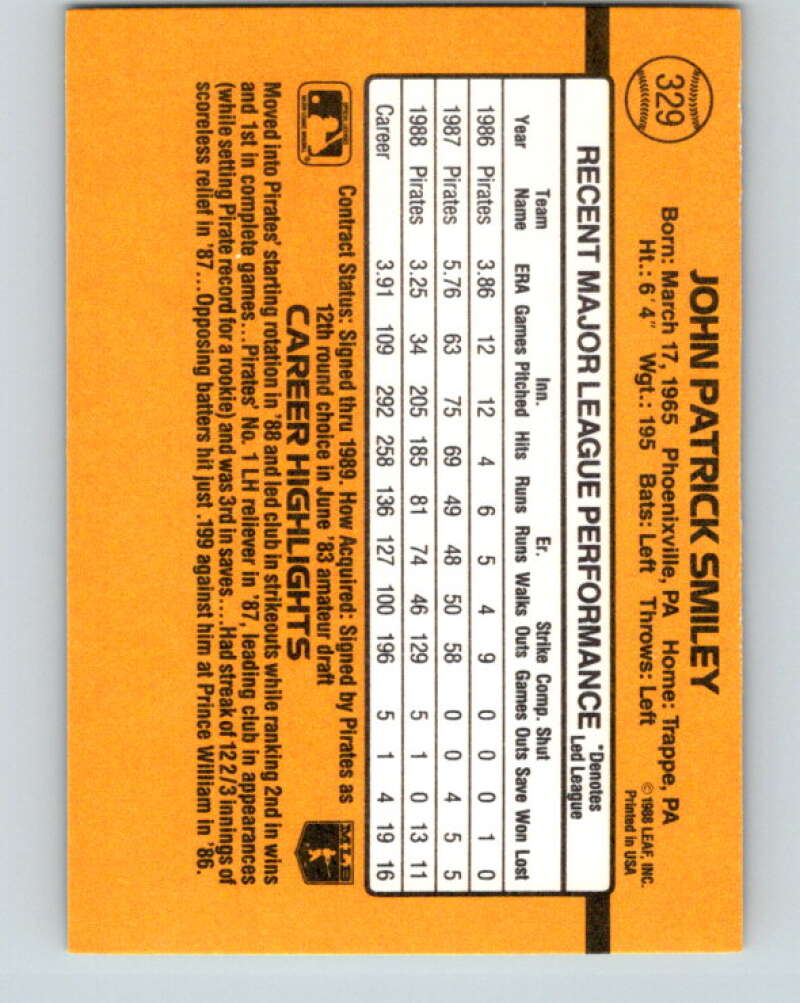 329
JOHN PATRICK SMILEY
Born: March 17, 1965 Phoenixville, PA Home: Trappe, PA
Ht.: 6'4" Wgt.: 195 Bats: Left Throws: Left
© 1988 LEAF, INC.
Printed in USA
RECENT MAJOR LEAGUE PERFORMANCE *Denotes Led League
Year Team Name ERA Games Inn. Pitched Hits Runs Er. Runs Walks Strike Outs Comp. Games Shut Outs Save Won Lost
1986 Pirates 3.86 12 12 4 6 5 4 9 0 0 0 1 0
1987 Pirates 5.76 63 75 69 49 48 50 58 0 0 4 5 5
1988 Pirates 3.25 34 205 185 81 74 46 129 5 1 0 13 11
Career 3.91 109 292 258 136 127 100 196 5 1 4 19 16
Contract Status: Signed thru 1989. How Acquired: Signed by Pirates as
12th round choice in June '83 amateur draft
CAREER HIGHLIGHTS
MLB
Moved into Pirates' starting rotation in '88 and led club in strikeouts while ranking 2nd in wins
and 1st in complete games...Pirates' No. 1 LH reliever in '87, leading club in appearances
(while setting Pirate record for a rookie) and was 3rd in saves....Had streak of 12 2/3 innings of
scoreless relief in '87...Opposing batters hit just .199 against him at Prince William in '86.